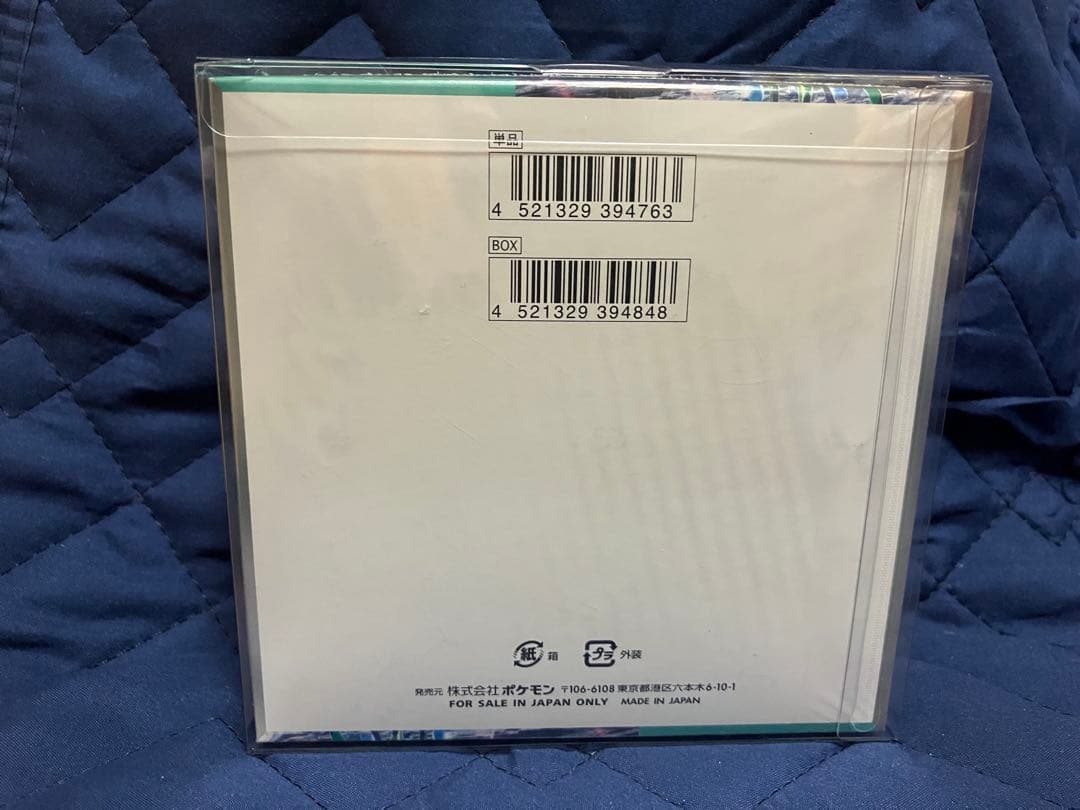 単品
4 521329 394763
BOX
4 521329 394848
紙 箱 プラ 外装
発売元 株式会社 ポケモン 〒106-6108 東京都港区六本木6-10-1
FOR SALE IN JAPAN ONLY MADE IN JAPAN